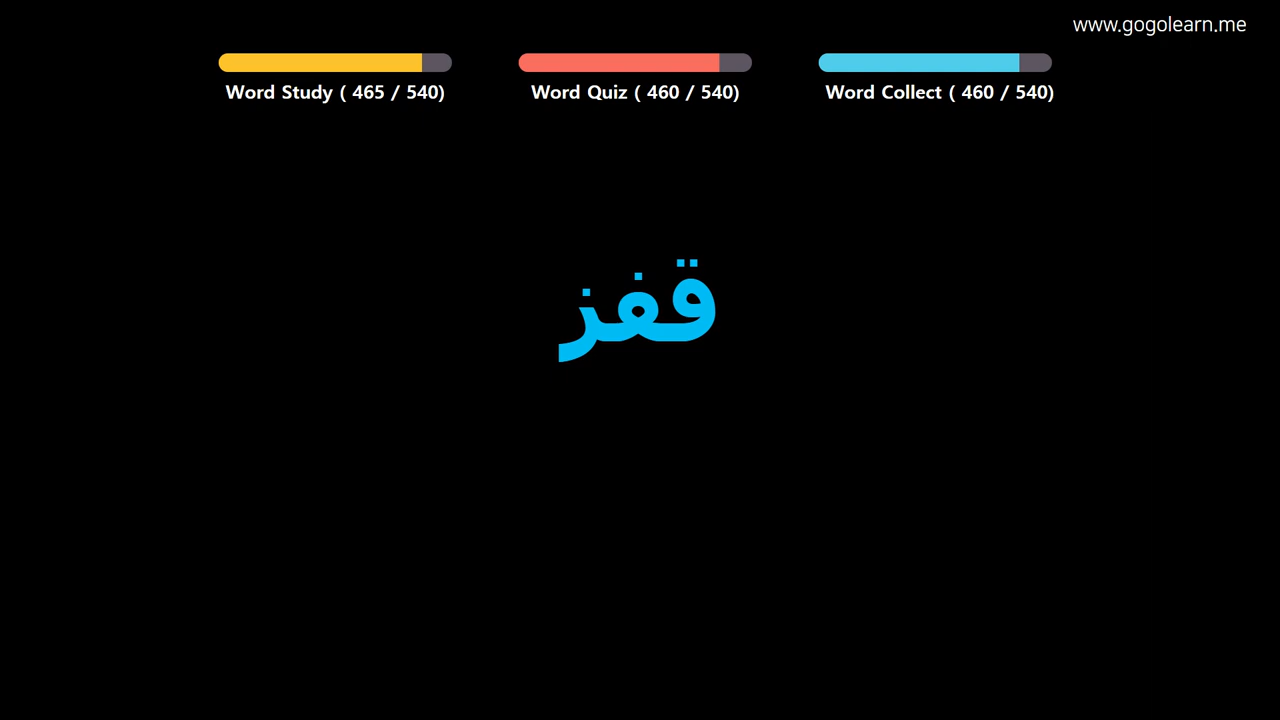 www.gogolearn.me
Word Study ( 465 / 540)
Word Quiz ( 460 / 540)
Word Collect ( 460 / 540)
قفز